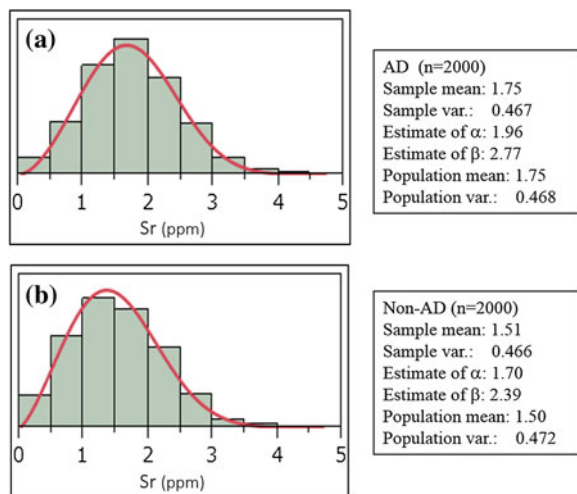 (a)
0 1 2 3 4 5
Sr (ppm)
AD (n=2000)
Sample mean: 1.75
Sample var.: 0.467
Estimate of α: 1.96
Estimate of β: 2.77
Population mean: 1.75
Population var.: 0.468
(b)
0 1 2 3 4 5
Sr (ppm)
Non-AD (n=2000)
Sample mean: 1.51
Sample var.: 0.466
Estimate of α: 1.70
Estimate of β: 2.39
Population mean: 1.50
Population var.: 0.472